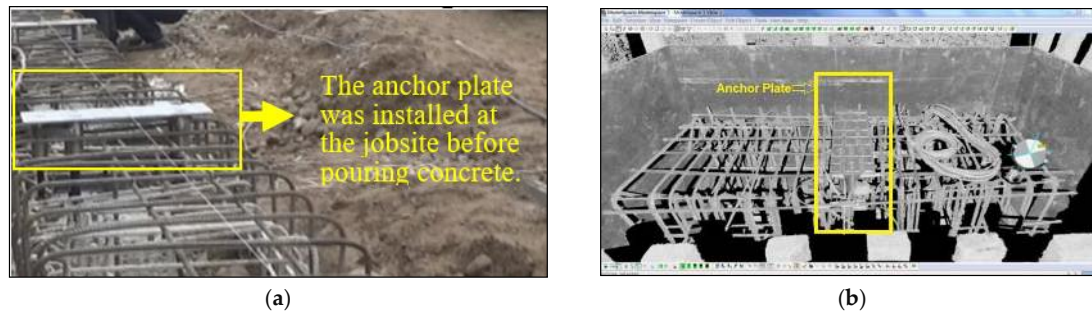 The anchor plate
was installed at
the jobsite before
pouring concrete.
Anchor Plate
(a)
(b)